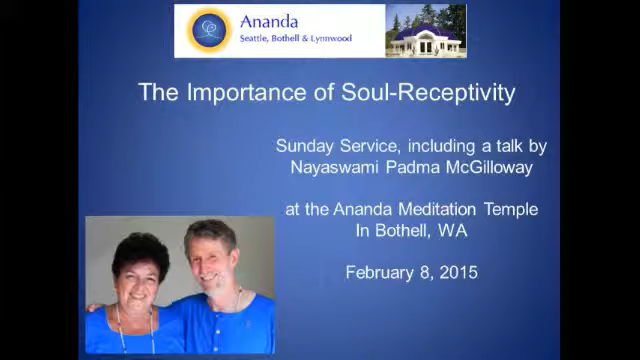 Ananda
Seattle, Bothell & Lynnwood
The Importance of Soul-Receptivity
Sunday Service, including a talk by
Nayaswami Padma McGilloway
at the Ananda Meditation Temple
In Bothell, WA
February 8, 2015